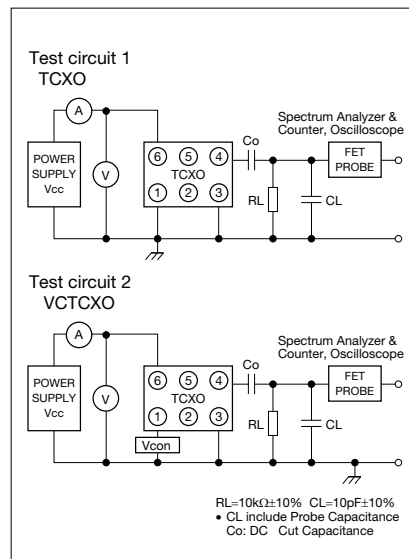 Test circuit 1
TCXO
A
Spectrum Analyzer &
Counter, Oscilloscope
Co
POWER
SUPPLY
Vcc
V
6 5 4
TCXO
1 2 3
RL
CL
FET
PROBE
Test circuit 2
VCTCXO
A
Spectrum Analyzer &
Counter, Oscilloscope
Co
POWER
SUPPLY
Vcc
V
6 5 4
TCXO
1 2 3
Vcon
RL
CL
FET
PROBE
RL=10kΩ±10% CL=10pF±10%
• CL include Probe Capacitance
Co: DC Cut Capacitance